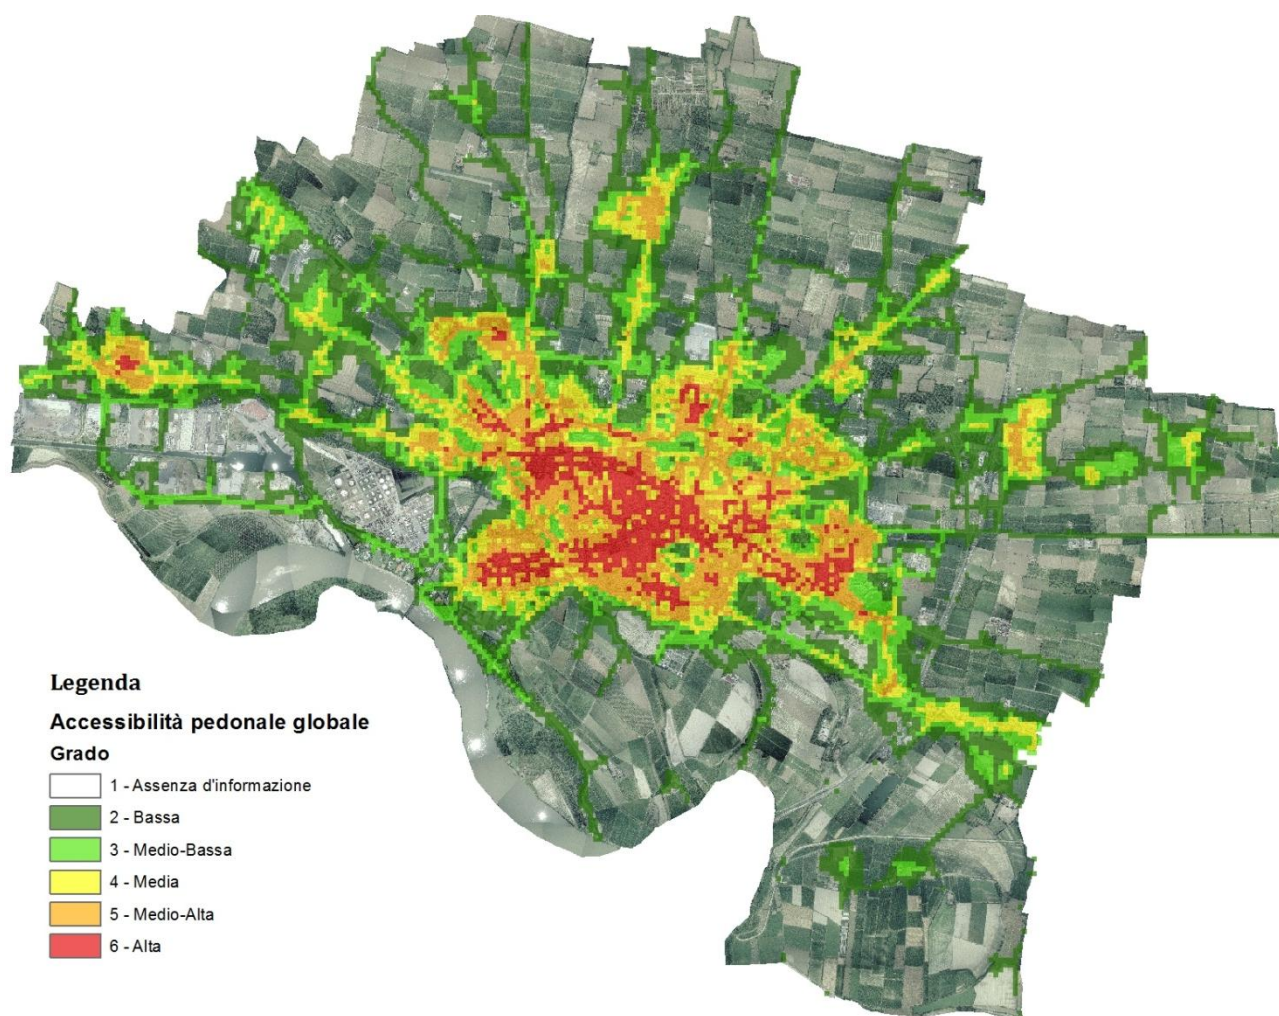 Legenda
Accessibilità pedonale globale
Grado
1 - Assenza d'informazione
2 - Bassa
3 - Medio-Bassa
4 - Media
5 - Medio-Alta
6 - Alta